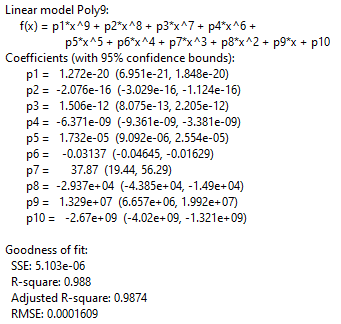 Linear model Poly9:
f(x) = p1*x^9 + p2*x^8 + p3*x^7 + p4*x^6 +
p5*x^5 + p6*x^4 + p7*x^3 + p8*x^2 + p9*x + p10
Coefficients (with 95% confidence bounds):
p1 = 1.272e-20 (6.951e-21, 1.848e-20)
p2 = -2.076e-16 (-3.029e-16, -1.124e-16)
p3 = 1.506e-12 (8.075e-13, 2.205e-12)
p4 = -6.371e-09 (-9.361e-09, -3.381e-09)
p5 = 1.732e-05 (9.092e-06, 2.554e-05)
p6 = -0.03137 (-0.04645, -0.01629)
p7 = 37.87 (19.44, 56.29)
p8 = -2.937e+04 (-4.385e+04, -1.49e+04)
p9 = 1.329e+07 (6.657e+06, 1.992e+07)
p10 = -2.67e+09 (-4.02e+09, -1.321e+09)
Goodness of fit:
SSE: 5.103e-06
R-square: 0.988
Adjusted R-square: 0.9874
RMSE: 0.0001609